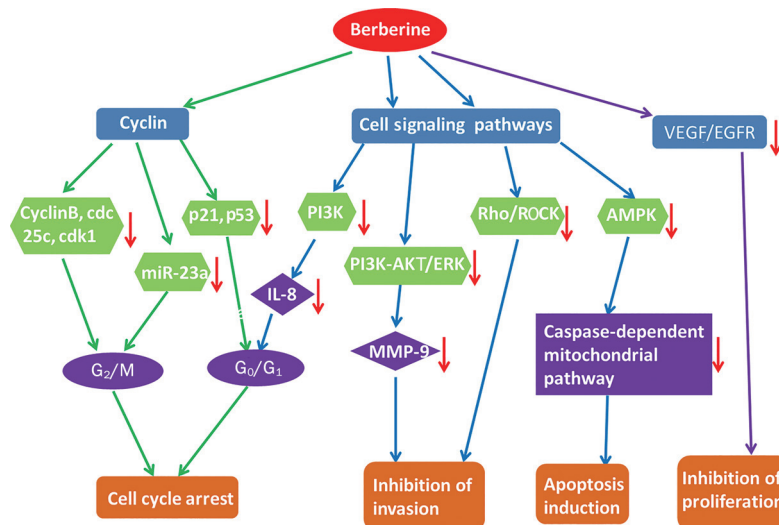 Berberine
Cyclin
Cell signaling pathways
VEGF/EGFR
CyclinB, cdc
25c, cdk1
p21, p53
PI3K
Rho/ROCK
AMPK
miR-23a
PI3K-AKT/ERK
IL-8
MMP-9
Caspase-dependent
mitochondrial
pathway
G₂/M
G₀/G₁
Cell cycle arrest
Inhibition of
invasion
Apoptosis
induction
Inhibition of
proliferation